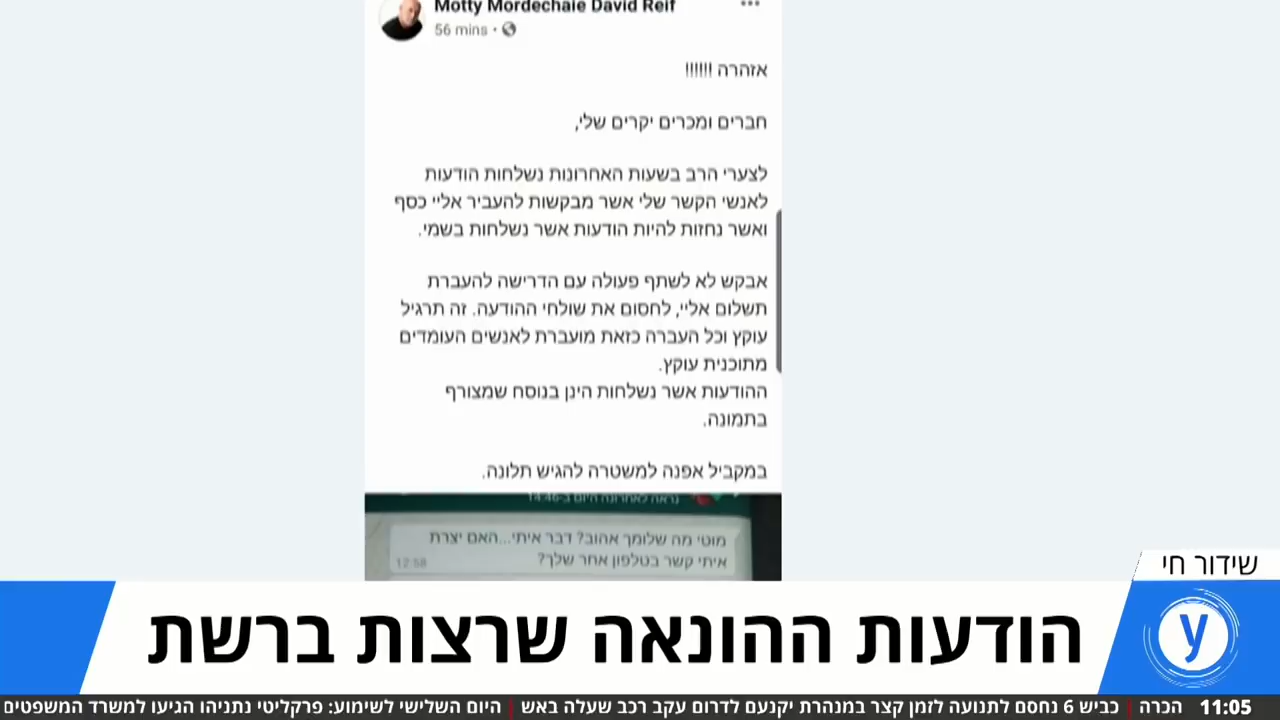 Motty Mordechaie David Reif
56 mins
אזהרה !!!!!!
חברים ומכרים יקרים שלי,
לצערי הרב בשעות האחרונות נשלחות הודעות
לאנשי הקשר שלי אשר מבקשות להעביר אליי כסף
ואשר נחזות להיות הודעות אשר נשלחות בשמי.
אבקש לא לשתף פעולה עם הדרישה להעברת
תשלום אליי, לחסום את שולחי ההודעה. זה תרגיל
עוקץ וכל העברה כזאת מועברת לאנשים העומדים
מתוכנית עוקץ.
ההודעות אשר נשלחות הינן בנוסח שמצורף
בתמונה.
במקביל אפנה למשטרה להגיש תלונה.
נראה לאחרונה היום ב-14:46
מוטי מה שלומך אהוב? דבר איתי...האם יצרת
איתי קשר בטלפון אחר שלך?
12:58
שידור חי
y
הודעות ההונאה שרצות ברשת
11:05 הכרה | כביש 6 נחסם לתנועה לזמן קצר במנהרת יקנעם לדרום עקב רכב שעלה באש | היום השלישי לשימוע: פרקליטי נתניהו הגיעו למשרד המשפטים